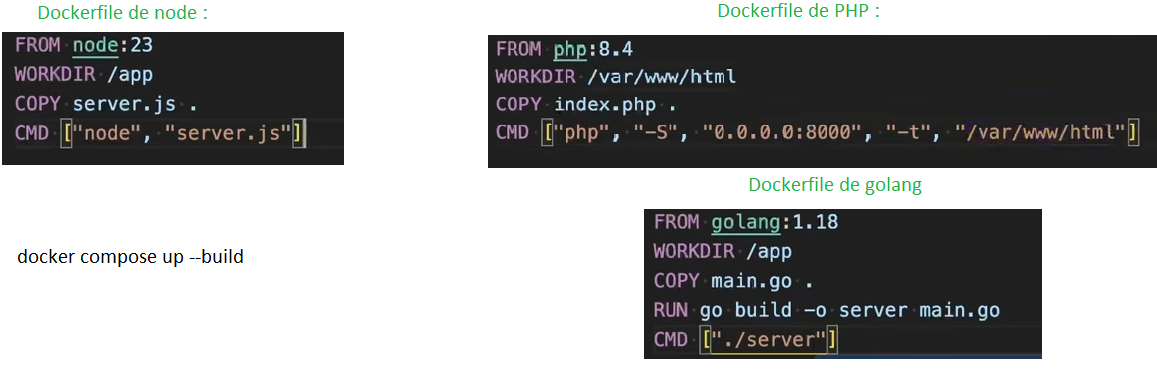 Dockerfile de node :
FROM node:23
WORKDIR /app
COPY server.js .
CMD ["node", "server.js"]
Dockerfile de PHP :
FROM php:8.4
WORKDIR /var/www/html
COPY index.php .
CMD ["php", "-S", "0.0.0.0:8000", "-t", "/var/www/html"]
Dockerfile de golang
FROM golang:1.18
WORKDIR /app
COPY main.go .
RUN go build -o server main.go
CMD ["./server"]
docker compose up --build